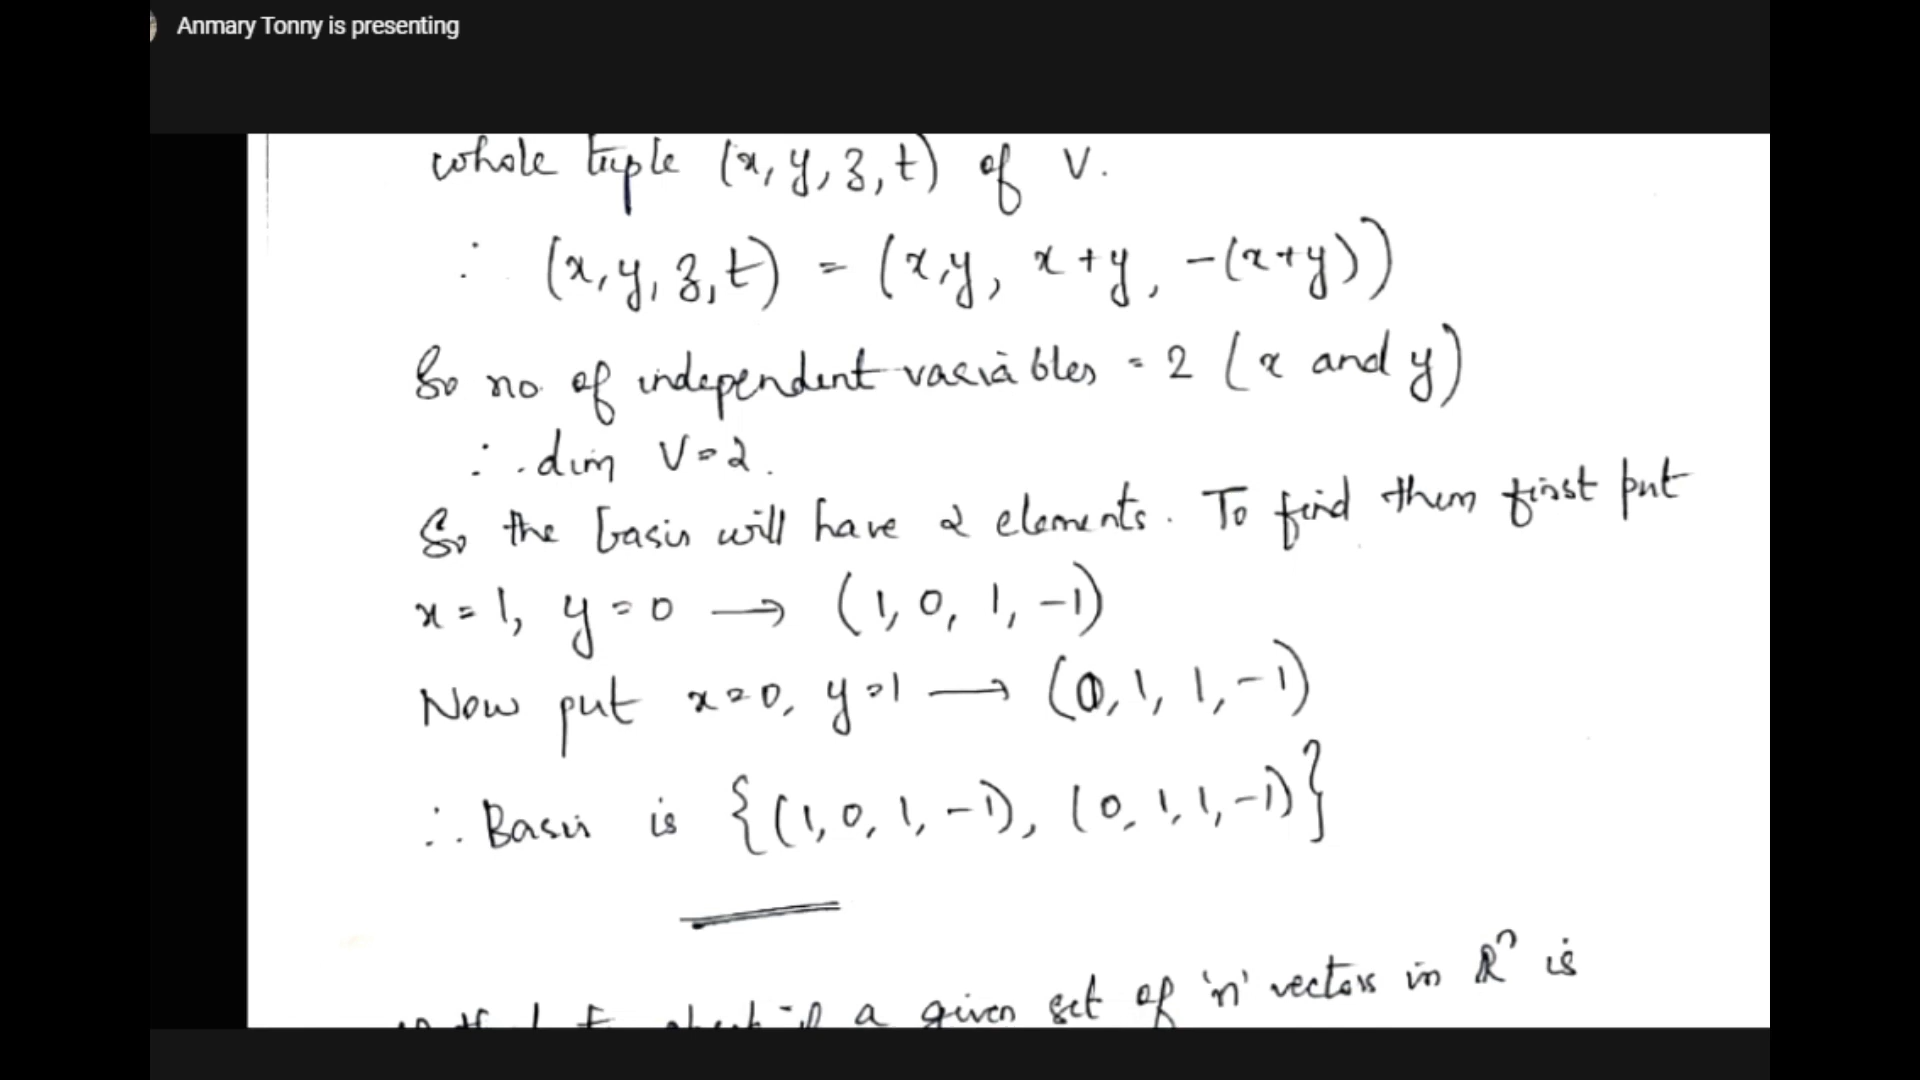 Anmary Tonny is presenting
whole tuple (x, y, z, t) of V.
∴ (x, y, z, t) = (x, y, x+y, -(x+y))
So no. of independent variables = 2 (x and y)
∴ dim V = 2.
So the basis will have 2 elements. To find them first put
x = 1, y = 0 → (1, 0, 1, -1)
Now put x = 0, y = 1 → (0, 1, 1, -1)
∴ Basis is {(1, 0, 1, -1), (0, 1, 1, -1)}
a given set of 'n' vectors in R^n is